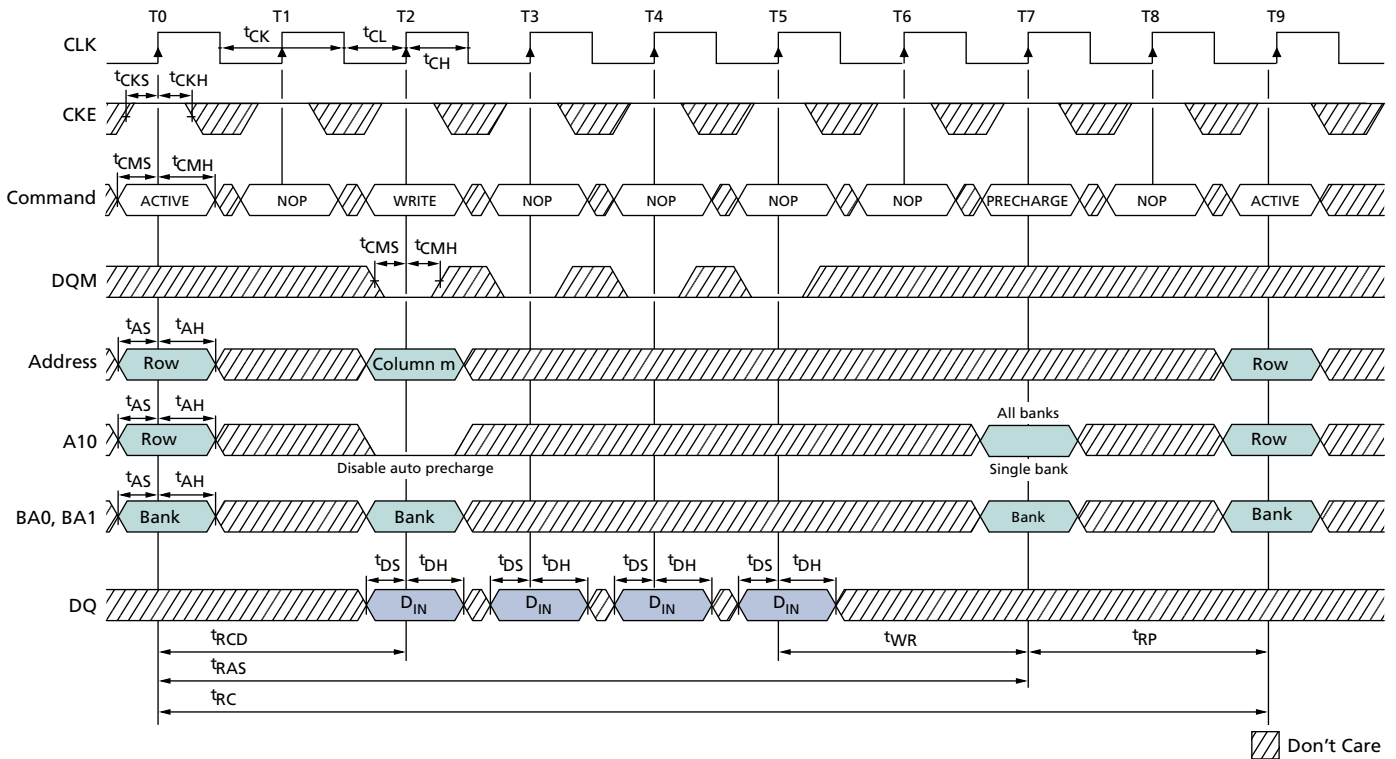 T0 T1 T2 T3 T4 T5 T6 T7 T8 T9
CLK tCK tCL tCH
tCKS tCKH
CKE
tCMS tCMH
Command ACTIVE NOP WRITE NOP NOP NOP NOP PRECHARGE NOP ACTIVE
tCMS tCMH
DQM
tAS tAH
Address Row Column m Row
tAS tAH All banks
A10 Row Row
Disable auto precharge Single bank
tAS tAH
BA0, BA1 Bank Bank Bank Bank
tDS tDH tDS tDH tDS tDH tDS tDH
DQ DIN DIN DIN DIN
tRCD tWR tRP
tRAS
tRC
Don't Care